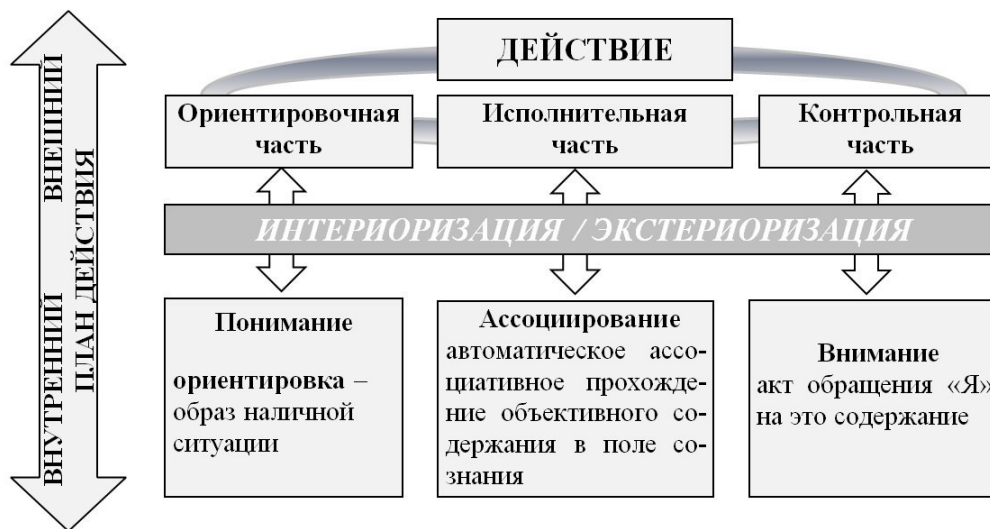 ВНЕШНИЙ
ВНУТРЕННИЙ
ПЛАН ДЕЙСТВИЯ
ДЕЙСТВИЕ
Ориентировочная
часть
Исполнительная
часть
Контрольная
часть
ИНТЕРИОРИЗАЦИЯ / ЭКСТЕРИОРИЗАЦИЯ
Понимание
ориентировка –
образ наличной
ситуации
Ассоциирование
автоматическое ассо-
циативное прохожде-
ние объективного со-
держания в поле со-
знания
Внимание
акт обращения «Я»
на это содержание